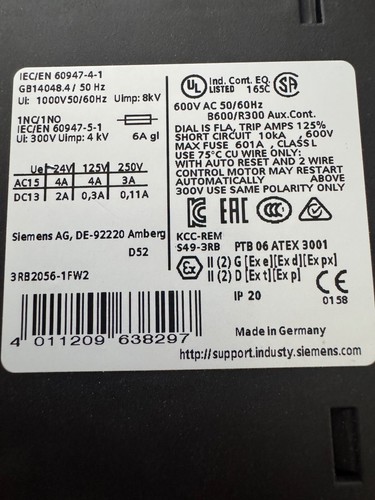 IEC/EN 60947-4-1
GB14048.4/ 50 Hz
Ui: 1000V50/60Hz Uimp: 8kV
1NC/1NO
IEC/EN 60947-5-1
Ui: 300V Uimp: 4 kV 6A gl
Ue 24V 125V 250V
AC15 4A 4A 3A
DC13 2A 0,3A 0,11A
Siemens AG, DE-92220 Amberg
D52
3RB2056-1FW2
4 011209 638297
UL Ind. Cont. EQ.
LISTED 165C
600V AC 50/60Hz
B600/R300 Aux.Cont.
DIAL IS FLA, TRIP AMPS 125%
SHORT CIRCUIT 10kA , 600V
MAX FUSE 601A , CLASS L
USE 75°C CU WIRE ONLY:
WITH AUTO RESET AND 2 WIRE
CONTROL MOTOR MAY RESTART
300V SAME POLARITY
EAC CCC
KCC-REM
S49-3RB PTB 06 ATEX 3001
II (2) G [Ex e][Ex d][Ex px]
II (2) D [Ex t][Ex p]
IP 20 CE
0158
Made in Germany
http://support.industy.siemens.com